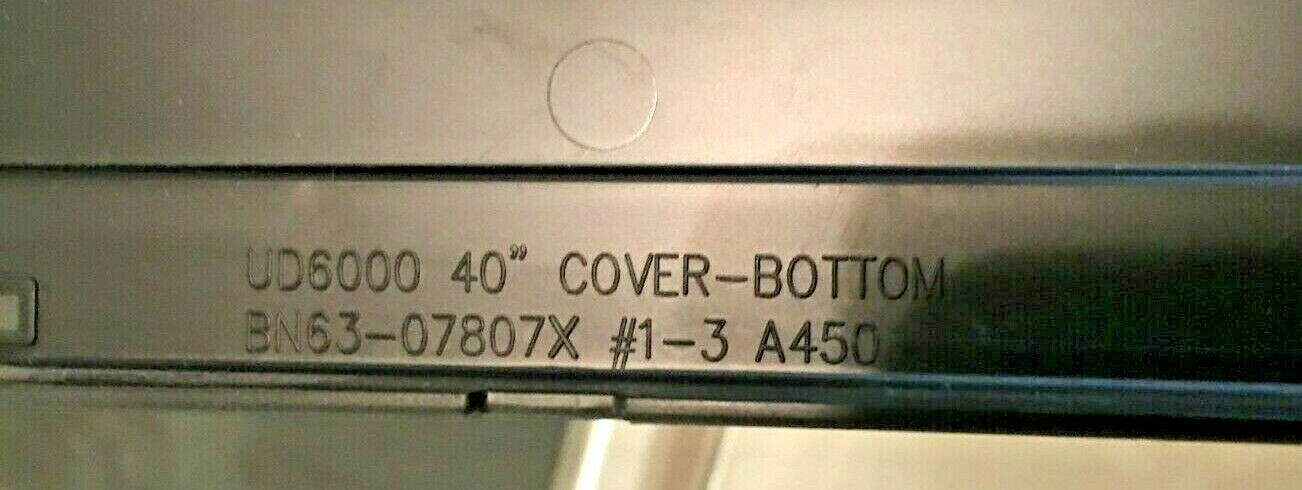 UD6000 40” COVER-BOTTOM
BN63-07807X #1-3 A450